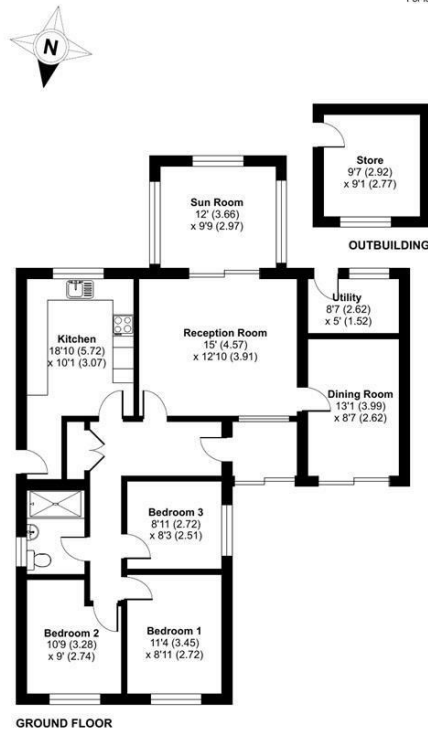 N
Store
9'7 (2.92)
x 9'1 (2.77)
OUTBUILDING
Sun Room
12' (3.66)
x 9'9 (2.97)
Utility
8'7 (2.62)
x 5' (1.52)
Kitchen
18'10 (5.72)
x 10'1 (3.07)
Reception Room
15' (4.57)
x 12'10 (3.91)
Dining Room
13'1 (3.99)
x 8'7 (2.62)
Bedroom 3
8'11 (2.72)
x 8'3 (2.51)
Bedroom 2
10'9 (3.28)
x 9' (2.74)
Bedroom 1
11'4 (3.45)
x 8'11 (2.72)
GROUND FLOOR